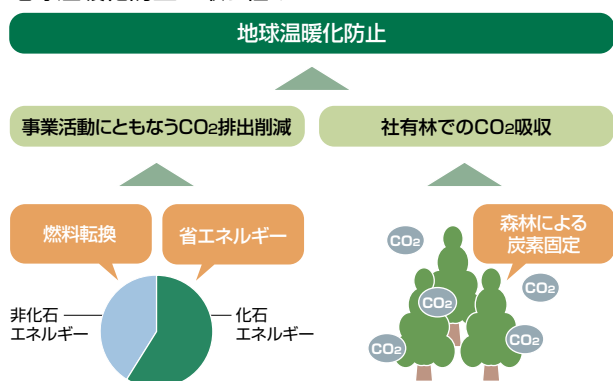 地球温暖化防止
事業活動にともなうCO2排出削減
社有林でのCO2吸収
燃料転換
省エネルギー
非化石
エネルギー
化石
エネルギー
森林による
炭素固定
CO2
CO2
CO2
CO2
CO2